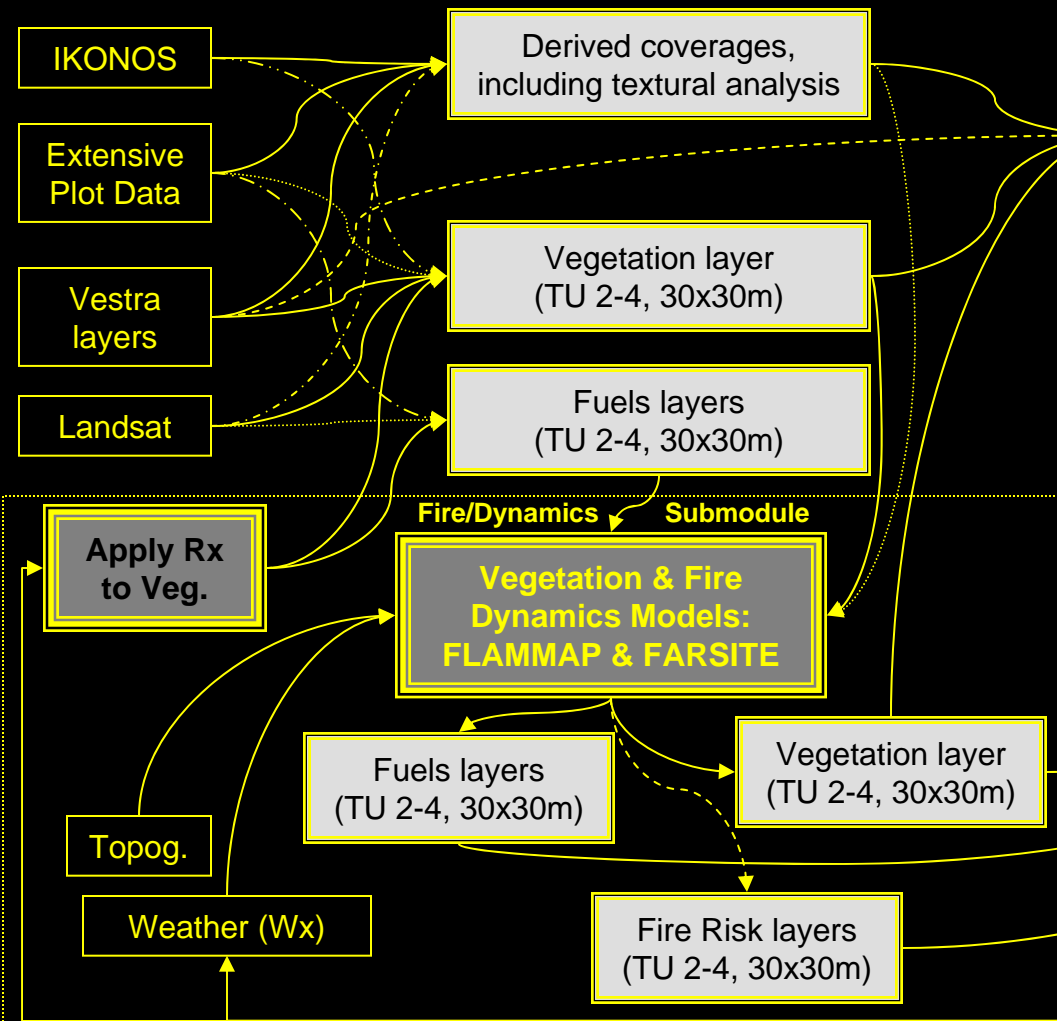 IKONOS
Derived coverages,
including textural analysis
Extensive
Plot Data
Vegetation layer
(TU 2-4, 30x30m)
Vestra
layers
Fuels layers
(TU 2-4, 30x30m)
Landsat
Fire/Dynamics Submodule
Apply Rx
to Veg.
Vegetation & Fire
Dynamics Models:
FLAMMAP & FARSITE
Fuels layers
(TU 2-4, 30x30m)
Vegetation layer
(TU 2-4, 30x30m)
Topog.
Weather (Wx)
Fire Risk layers
(TU 2-4, 30x30m)